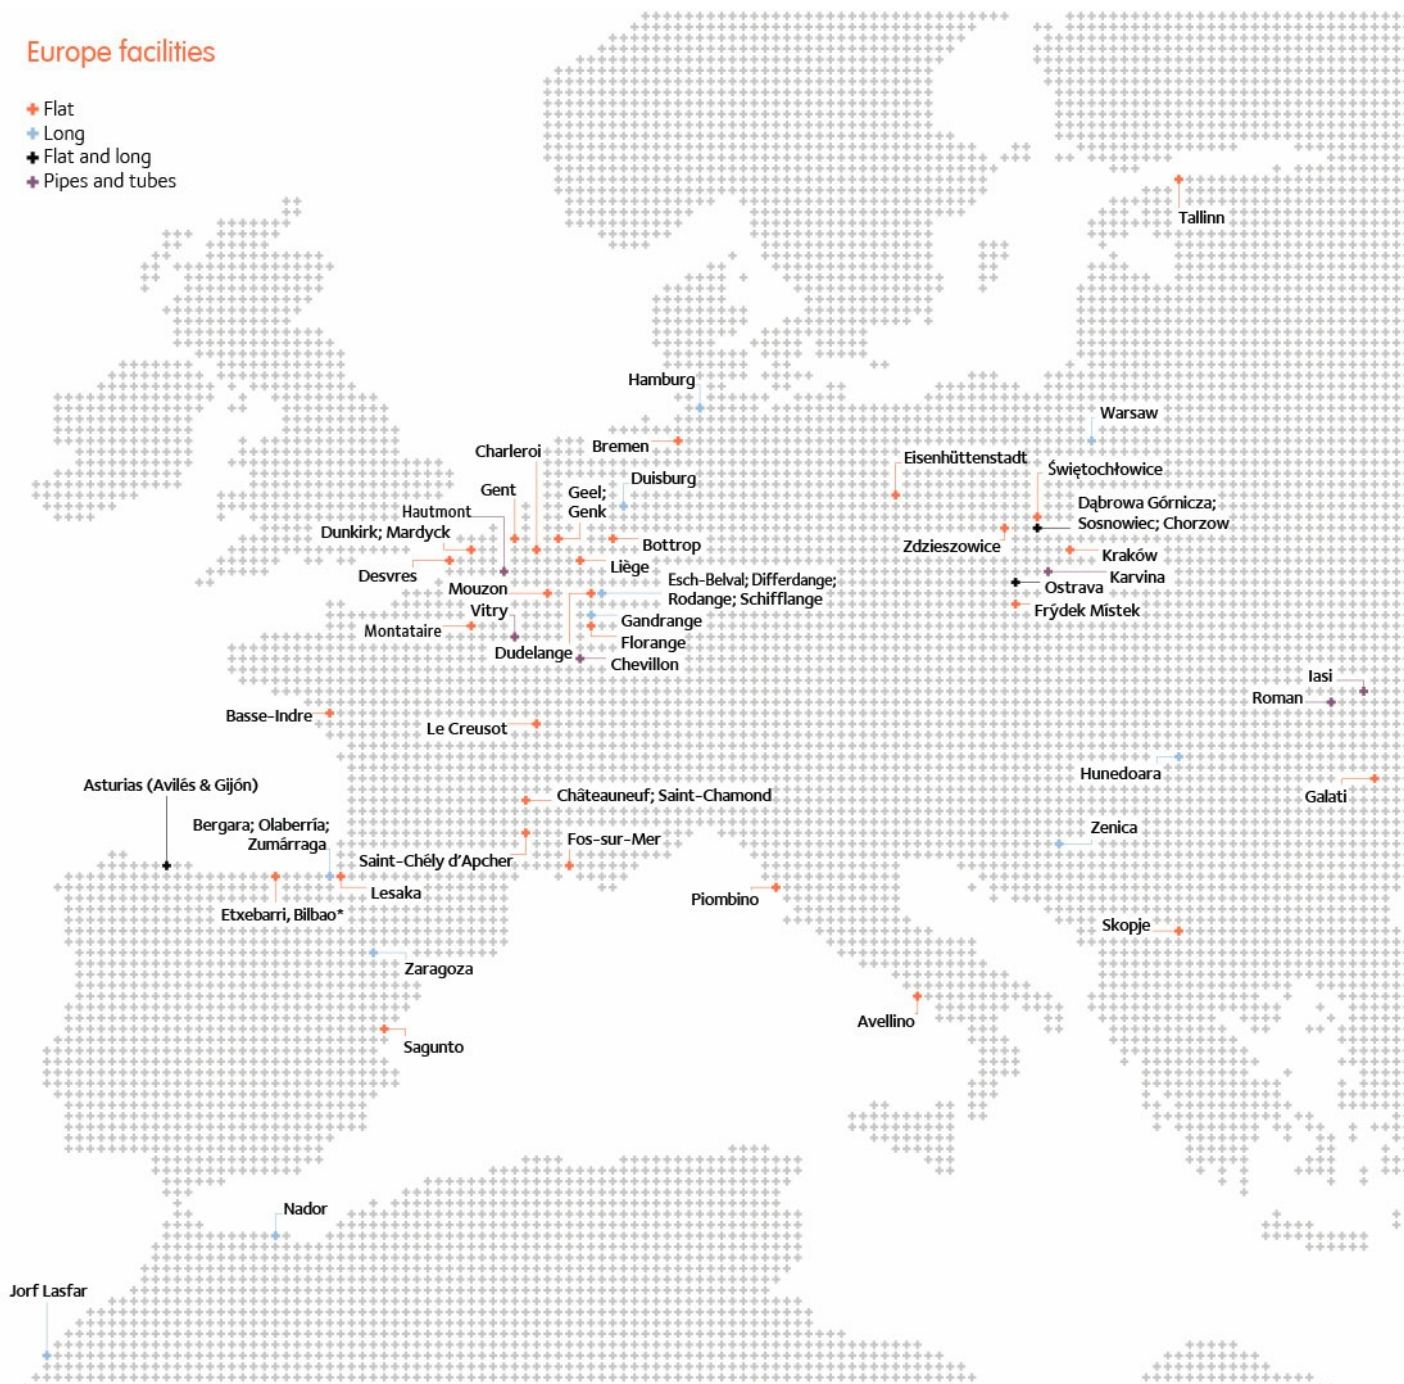 Europe facilities
Flat
Long
Flat and long
Pipes and tubes
Tallinn
Hamburg
Warsaw
Bremen
Charleroi
Eisenhüttenstadt
Świętochłowice
Duisburg
Gent
Geel;
Genk
Dąbrowa Górnicza;
Sosnowiec; Chorzow
Hautmont
Dunkirk; Mardyck
Bottrop
Zdzieszowice
Kraków
Liège
Desvres
Karvina
Esch-Belval; Differdange;
Rodange; Schifflange
Mouzon
Ostrava
Vitry
Frýdek Mistek
Gandrange
Montataire
Florange
Dudelange
Chevillon
Iasi
Roman
Basse-Indre
Le Creusot
Hunedoara
Asturias (Avilés & Gijón)
Châteauneuf; Saint-Chamond
Galati
Bergara; Olaberría;
Zumárraga
Zenica
Fos-sur-Mer
Saint-Chély d'Apcher
Lesaka
Piombino
Etxebarri, Bilbao*
Skopje
Zaragoza
Avellino
Sagunto
Nador
Jorf Lasfar